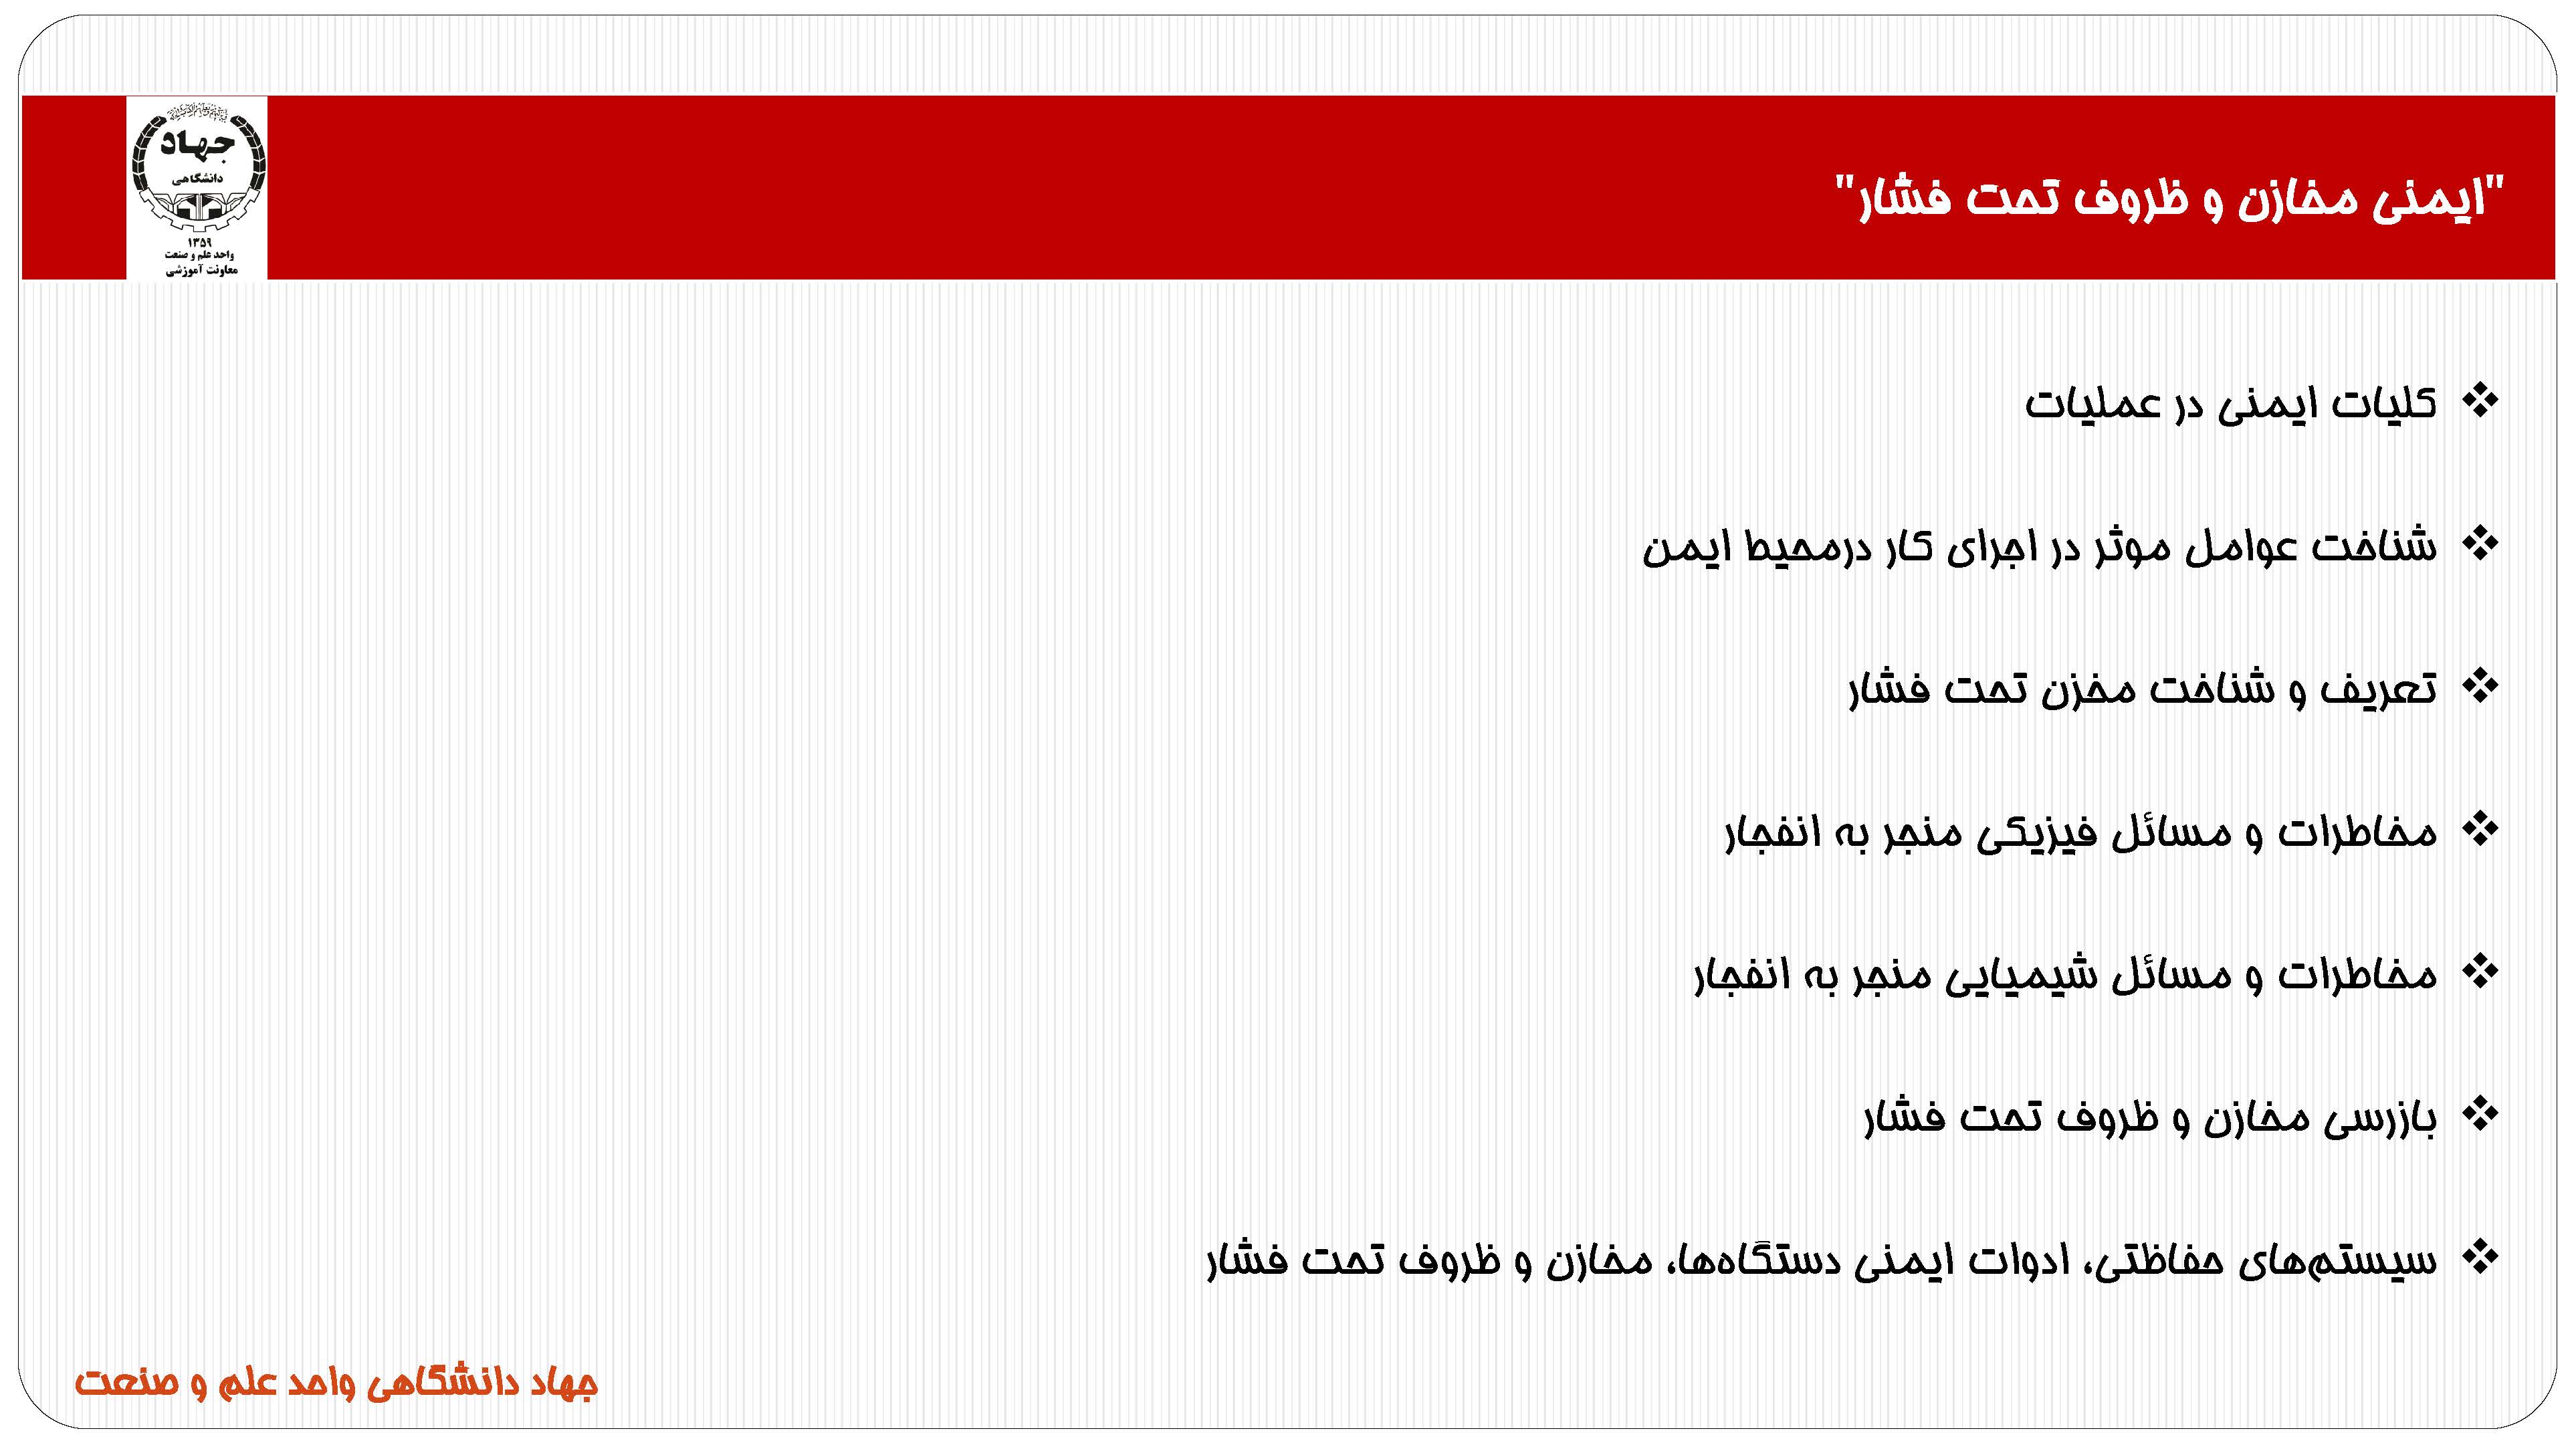 "ایمنی مخازن و ظروف تحت فشار"
جهاد
دانشگاهی
۱۳۵۹
واحد علم و صنعت
معاونت آموزشی
❖ کلیات ایمنی در عملیات
❖ شناخت عوامل موثر در اجرای کار درمحیط ایمن
❖ تعریف و شناخت مخزن تحت فشار
❖ مخاطرات و مسائل فیزیکی منجر به انفجار
❖ مخاطرات و مسائل شیمیایی منجر به انفجار
❖ بازرسی مخازن و ظروف تحت فشار
❖ سیستم‌های حفاظتی، ادوات ایمنی دستگاه‌ها، مخازن و ظروف تحت فشار
جهاد دانشگاهی واحد علم و صنعت